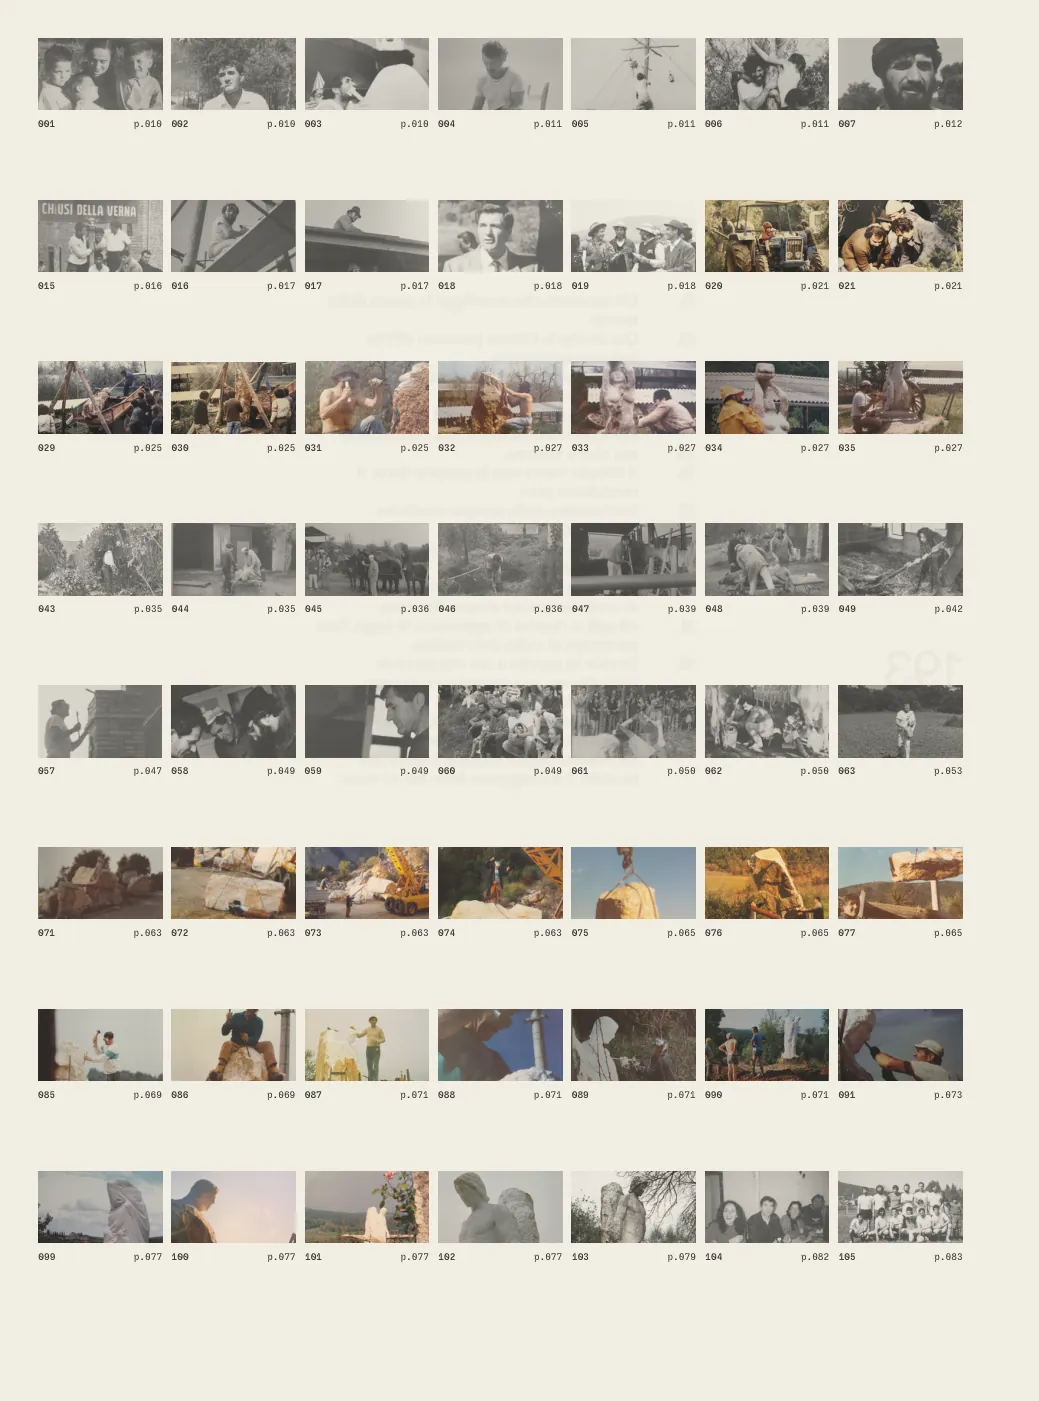 001 p.010 002 p.010 003 p.010 004 p.011 005 p.011 006 p.011 007 p.012
CHIUSI DELLA VERNA
015 p.016 016 p.017 017 p.017 018 p.018 019 p.018 020 p.021 021 p.021
029 p.025 030 p.025 031 p.025 032 p.027 033 p.027 034 p.027 035 p.027
043 p.035 044 p.035 045 p.036 046 p.036 047 p.039 048 p.039 049 p.042
193
057 p.047 058 p.049 059 p.049 060 p.049 061 p.050 062 p.050 063 p.053
071 p.063 072 p.063 073 p.063 074 p.063 075 p.065 076 p.065 077 p.065
085 p.069 086 p.069 087 p.071 088 p.071 089 p.071 090 p.071 091 p.073
099 p.077 100 p.077 101 p.077 102 p.077 103 p.079 104 p.082 105 p.083